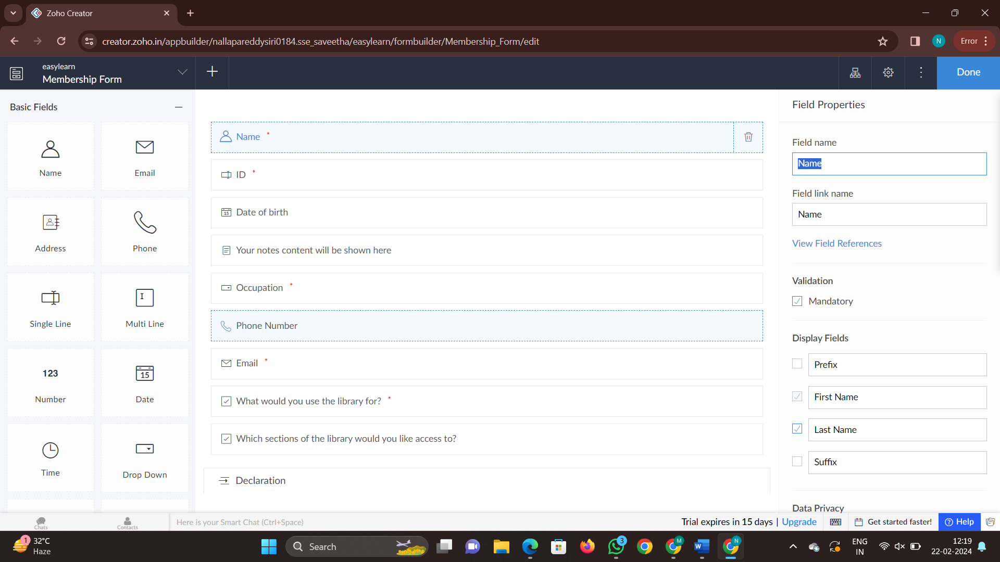 Zoho Creator
creator.zoho.in/appbuilder/nallapareddysiri0184.sse_saveetha/easylearn/formbuilder/Membership_Form/edit
N
Error
easylearn
Membership Form
Done
Basic Fields
Name
Email
Address
Phone
Single Line
Multi Line
123
Number
15
Date
Time
Drop Down
Name *
ID *
15 Date of birth
Your notes content will be shown here
Occupation *
Phone Number
Email *
What would you use the library for? *
Which sections of the library would you like access to?
Declaration
Field Properties
Field name
Name
Field link name
Name
View Field References
Validation
Mandatory
Display Fields
Prefix
First Name
Last Name
Suffix
Data Privacy
Chats
Contacts
Here is your Smart Chat (Ctrl+Space)
Trial expires in 15 days | Upgrade
Get started faster!
? Help
1
32°C
Haze
Search
3
M
W
N
ENG
IN
12:19
22-02-2024